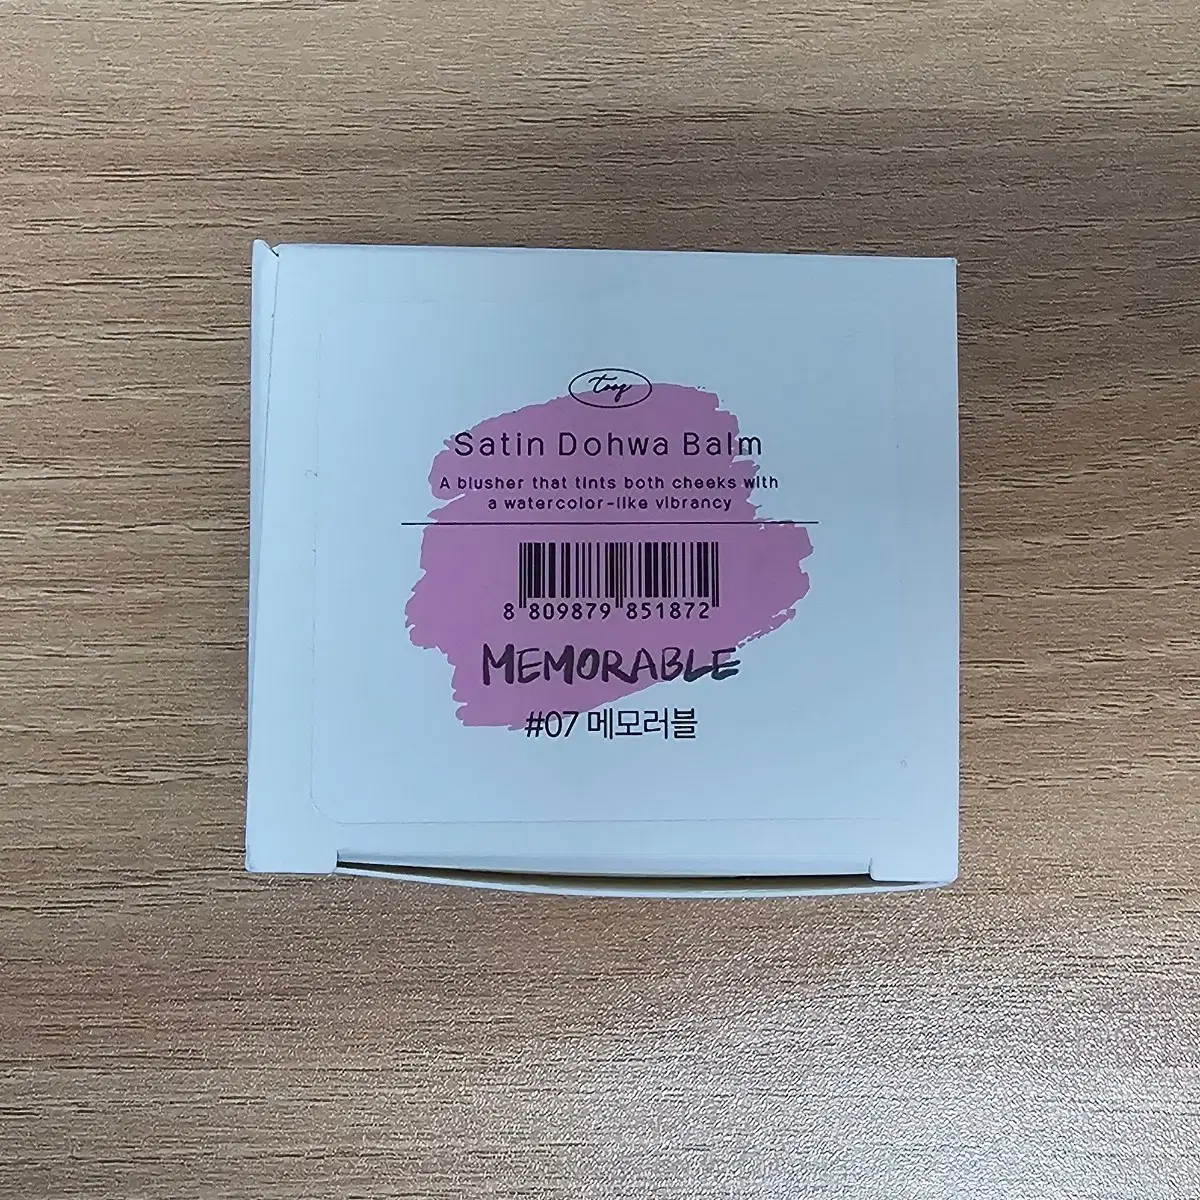 Satin Dohwa Balm
A blusher that tints both cheeks with
a watercolor-like vibrancy
8 809879 851872
MEMORABLE
#07 메모러블